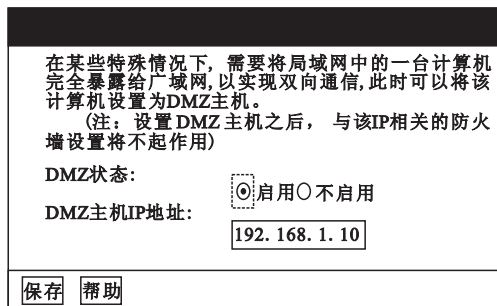 在某些特殊情况下, 需要将局域网中的一台计算机
完全暴露给广域网,以实现双向通信,此时可以将该
计算机设置为DMZ主机。
(注：设置DMZ主机之后， 与该IP相关的防火
墙设置将不起作用)
DMZ状态:
启用 不启用
DMZ主机IP地址:
192. 168. 1. 10
保存 帮助